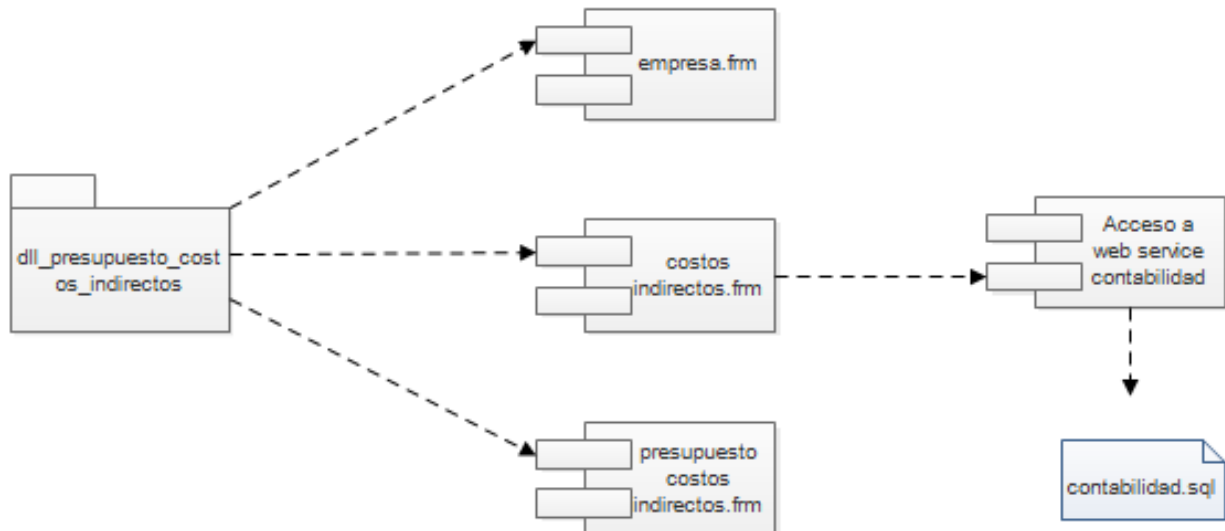 empresa.frm
dll_presupuesto_cost
os_indirectos
costos
indirectos.frm
Acceso a
web service
contabilidad
presupuesto
costos
indirectos.frm
contabilidad.sql